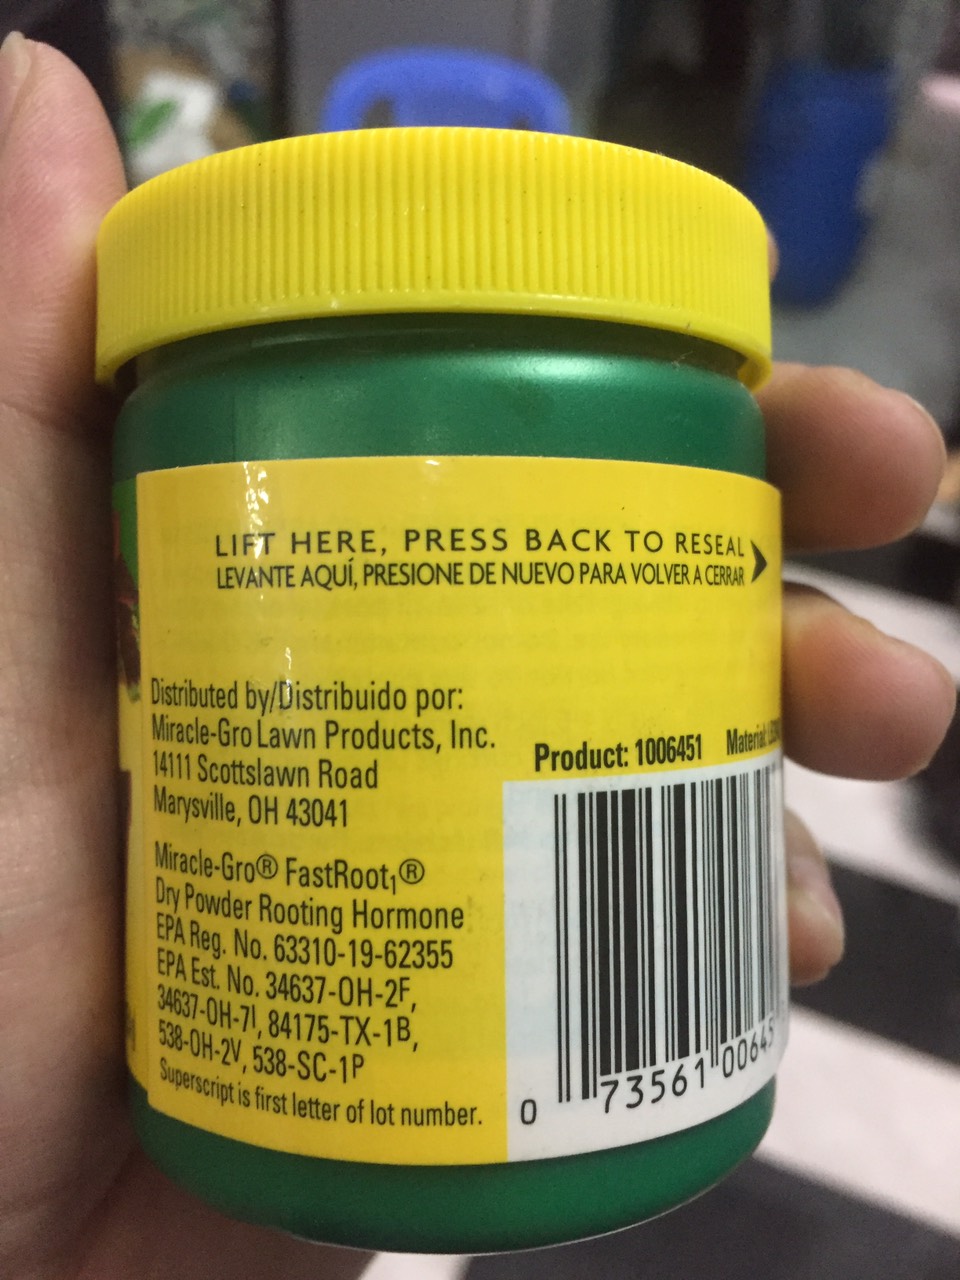 LIFT HERE, PRESS BACK TO RESEAL
LEVANTE AQUÍ, PRESIONE DE NUEVO PARA VOLVER A CERRAR
Distributed by/Distribuido por:
Miracle-Gro Lawn Products, Inc.
14111 Scottslawn Road
Marysville, OH 43041
Miracle-Gro® FastRoot₁®
Dry Powder Rooting Hormone
EPA Reg. No. 63310-19-62355
EPA Est. No. 34637-OH-2F,
34637-OH-7I, 84175-TX-1B,
538-OH-2V, 538-SC-1P
Superscript is first letter of lot number.
Product: 1006451 Material:
0 73561 00645